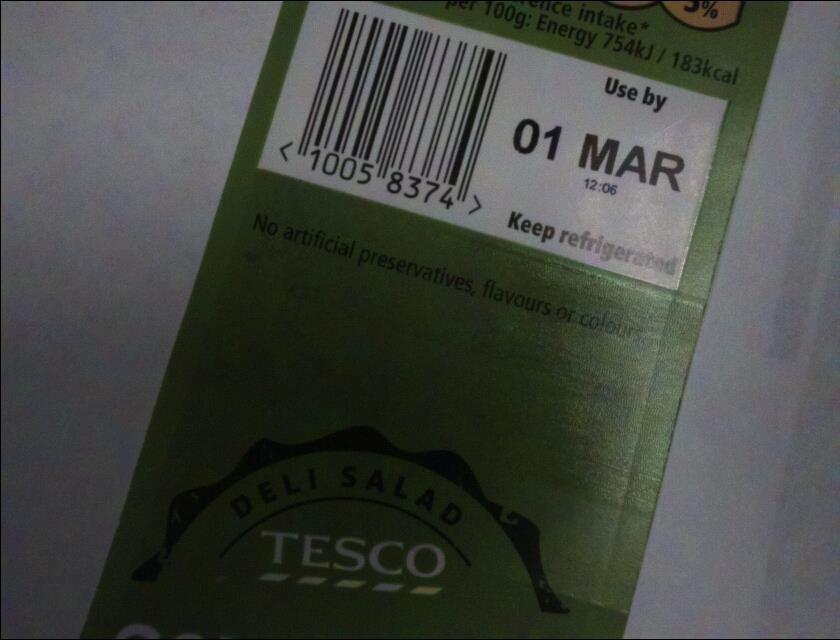 5%
ence intake*
per 100g: Energy 754kJ / 183kcal
Use by
01 MAR
12:06
< 1005 8374 >
Keep refrigerated
No artificial preservatives, flavours or colours
DELI SALAD
TESCO